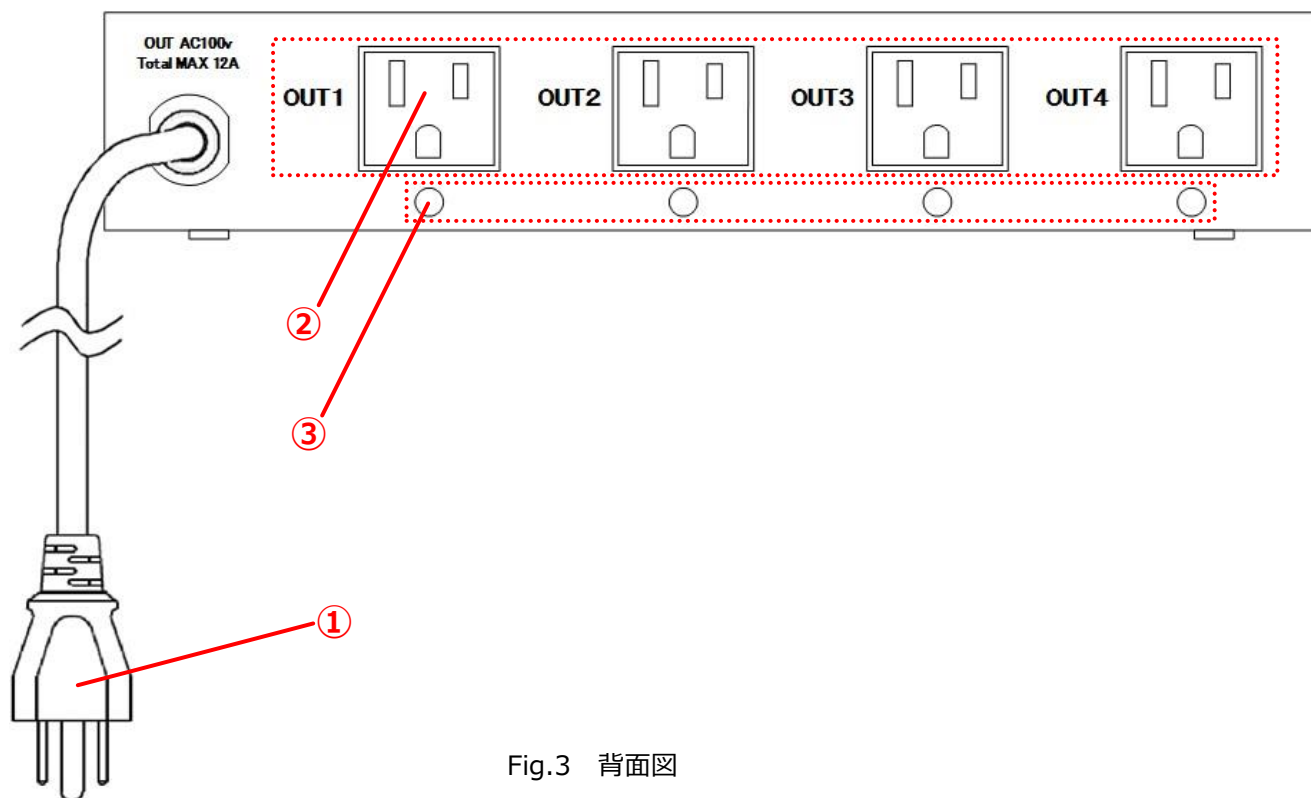 OUT AC100v
Total MAX 12A
OUT1
OUT2
OUT3
OUT4
②
③
①
Fig.3 背面図